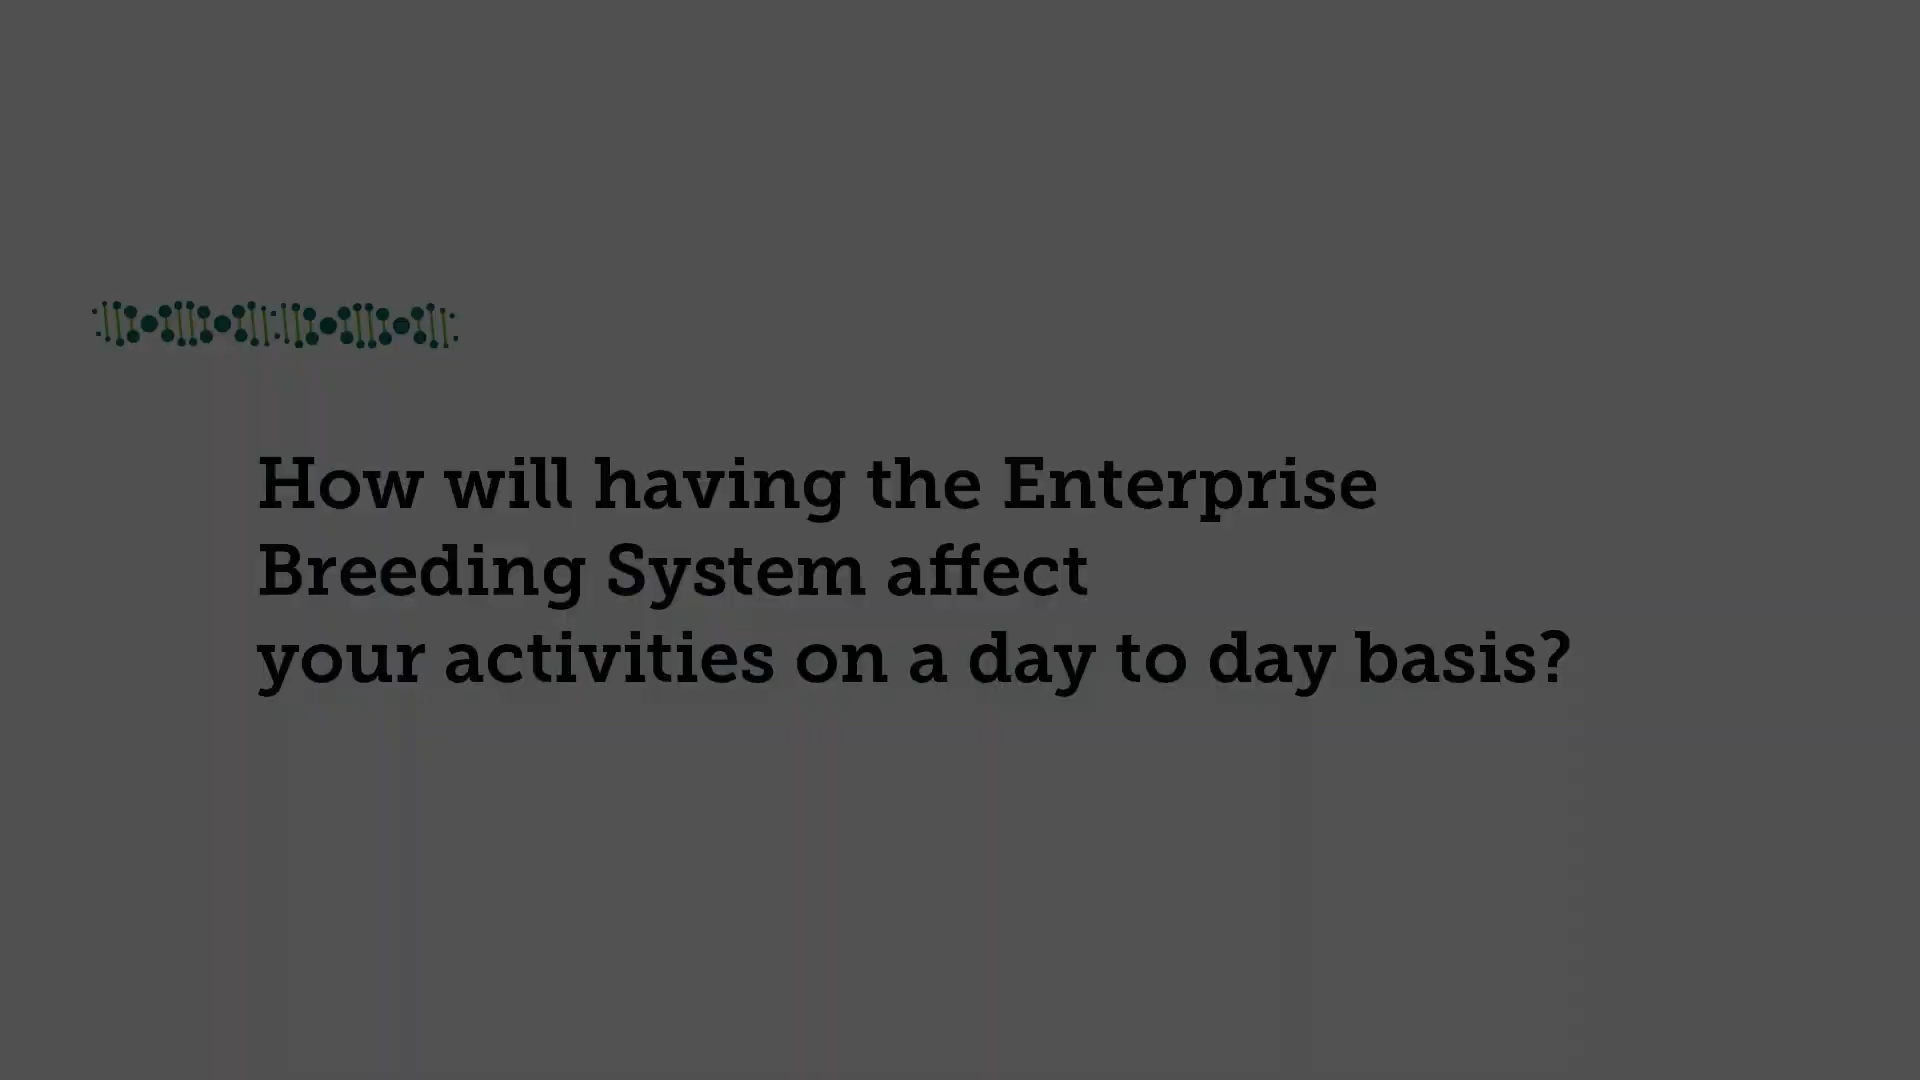 How will having the Enterprise
Breeding System affect
your activities on a day to day basis?